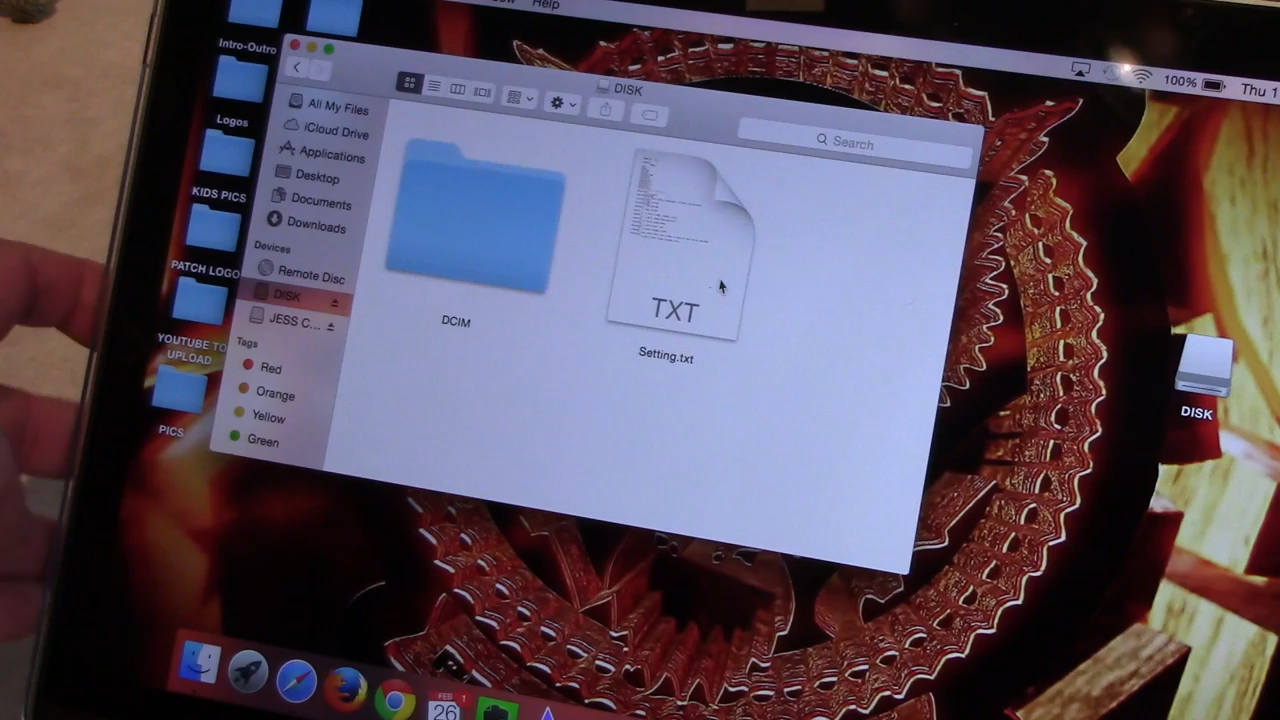 Help
100%
Thu 1
Intro-Outro
Logos
KIDS PICS
PATCH LOGO
YOUTUBE TO
UPLOAD
PICS
DISK
Search
All My Files
iCloud Drive
Applications
Desktop
Documents
Downloads
Devices
Remote Disc
DISK
JESS C...
Tags
Red
Orange
Yellow
Green
DCIM
TXT
Setting.txt
DISK
FEB
1
26